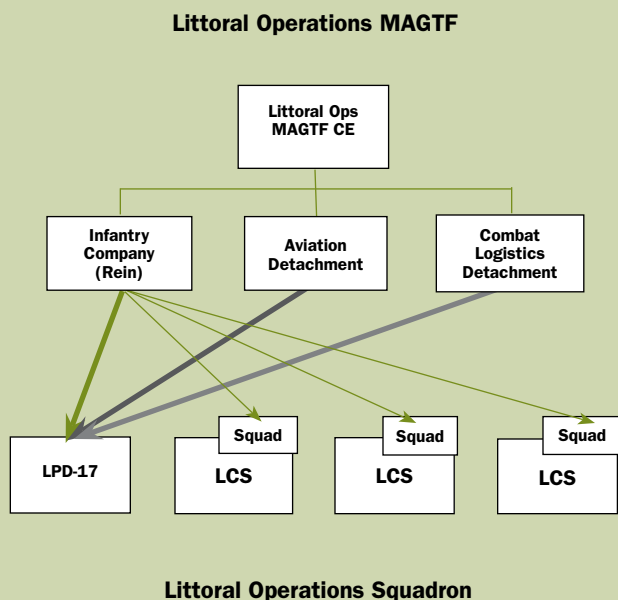 Littoral Operations MAGTF
Littoral Ops
MAGTF CE
Infantry
Company
(Rein)
Aviation
Detachment
Combat
Logistics
Detachment
LPD-17
Squad
LCS
Squad
LCS
Squad
LCS
Littoral Operations Squadron